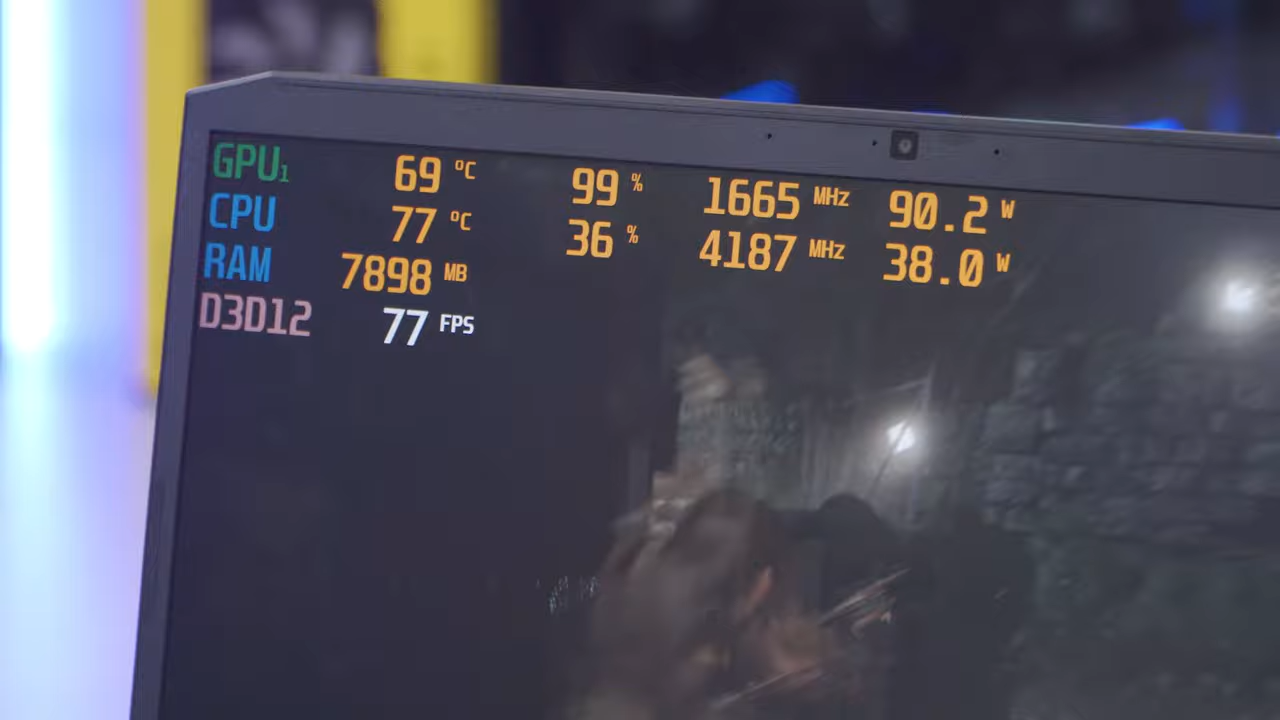 GPU1 69 °C 99 % 1665 MHz 90.2 W
CPU 77 °C 36 % 4187 MHz 38.0 W
RAM 7898 MB
D3D12 77 FPS